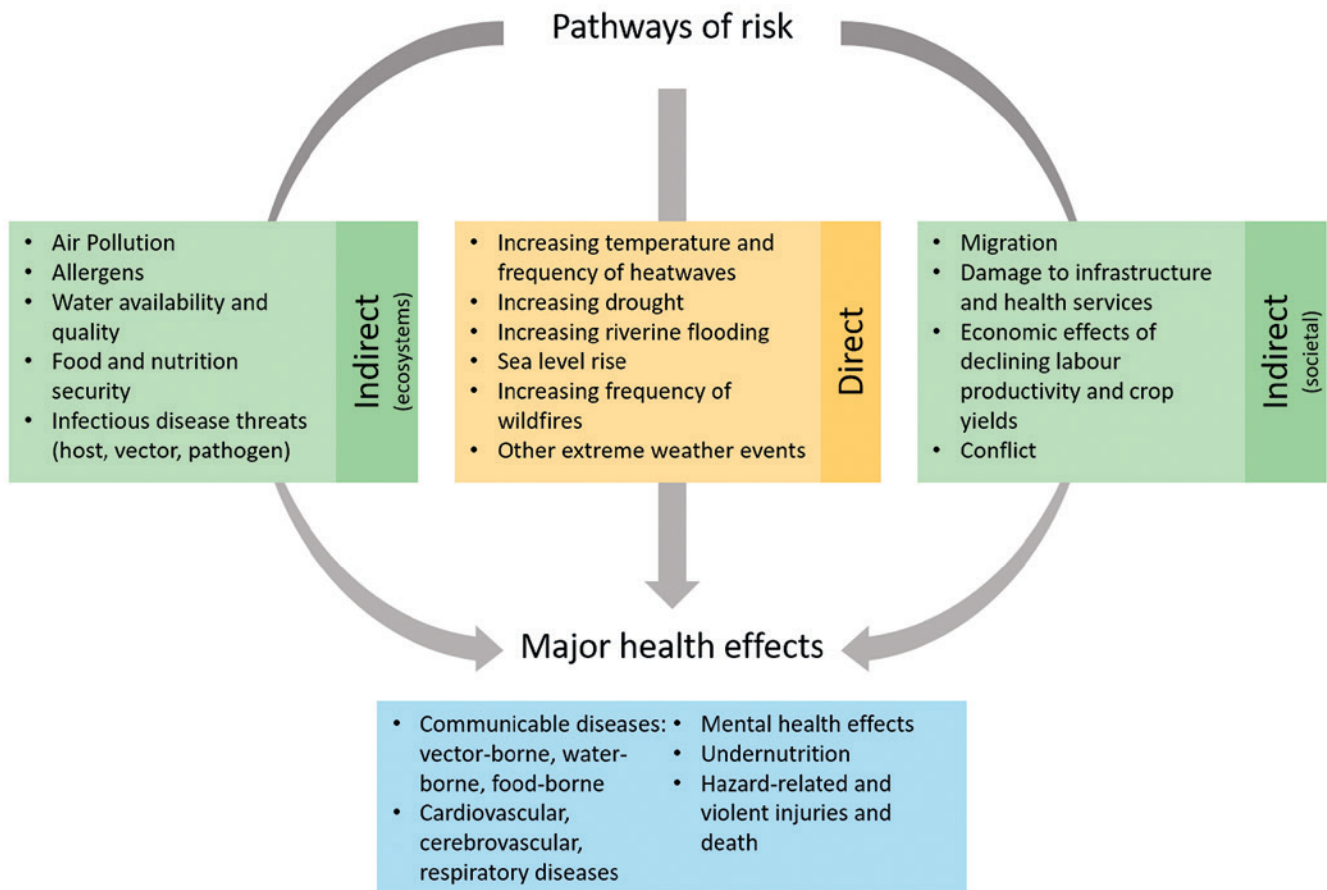 Pathways of risk
• Air Pollution
• Allergens
• Water availability and
quality
• Food and nutrition
security
• Infectious disease threats
(host, vector, pathogen)
Indirect
(ecosystems)
• Increasing temperature and
frequency of heatwaves
• Increasing drought
• Increasing riverine flooding
• Sea level rise
• Increasing frequency of
wildfires
• Other extreme weather events
Direct
• Migration
• Damage to infrastructure
and health services
• Economic effects of
declining labour
productivity and crop
yields
• Conflict
Indirect
(societal)
Major health effects
• Communicable diseases:
vector-borne, water-
borne, food-borne
• Cardiovascular,
cerebrovascular,
respiratory diseases
• Mental health effects
• Undernutrition
• Hazard-related and
violent injuries and
death